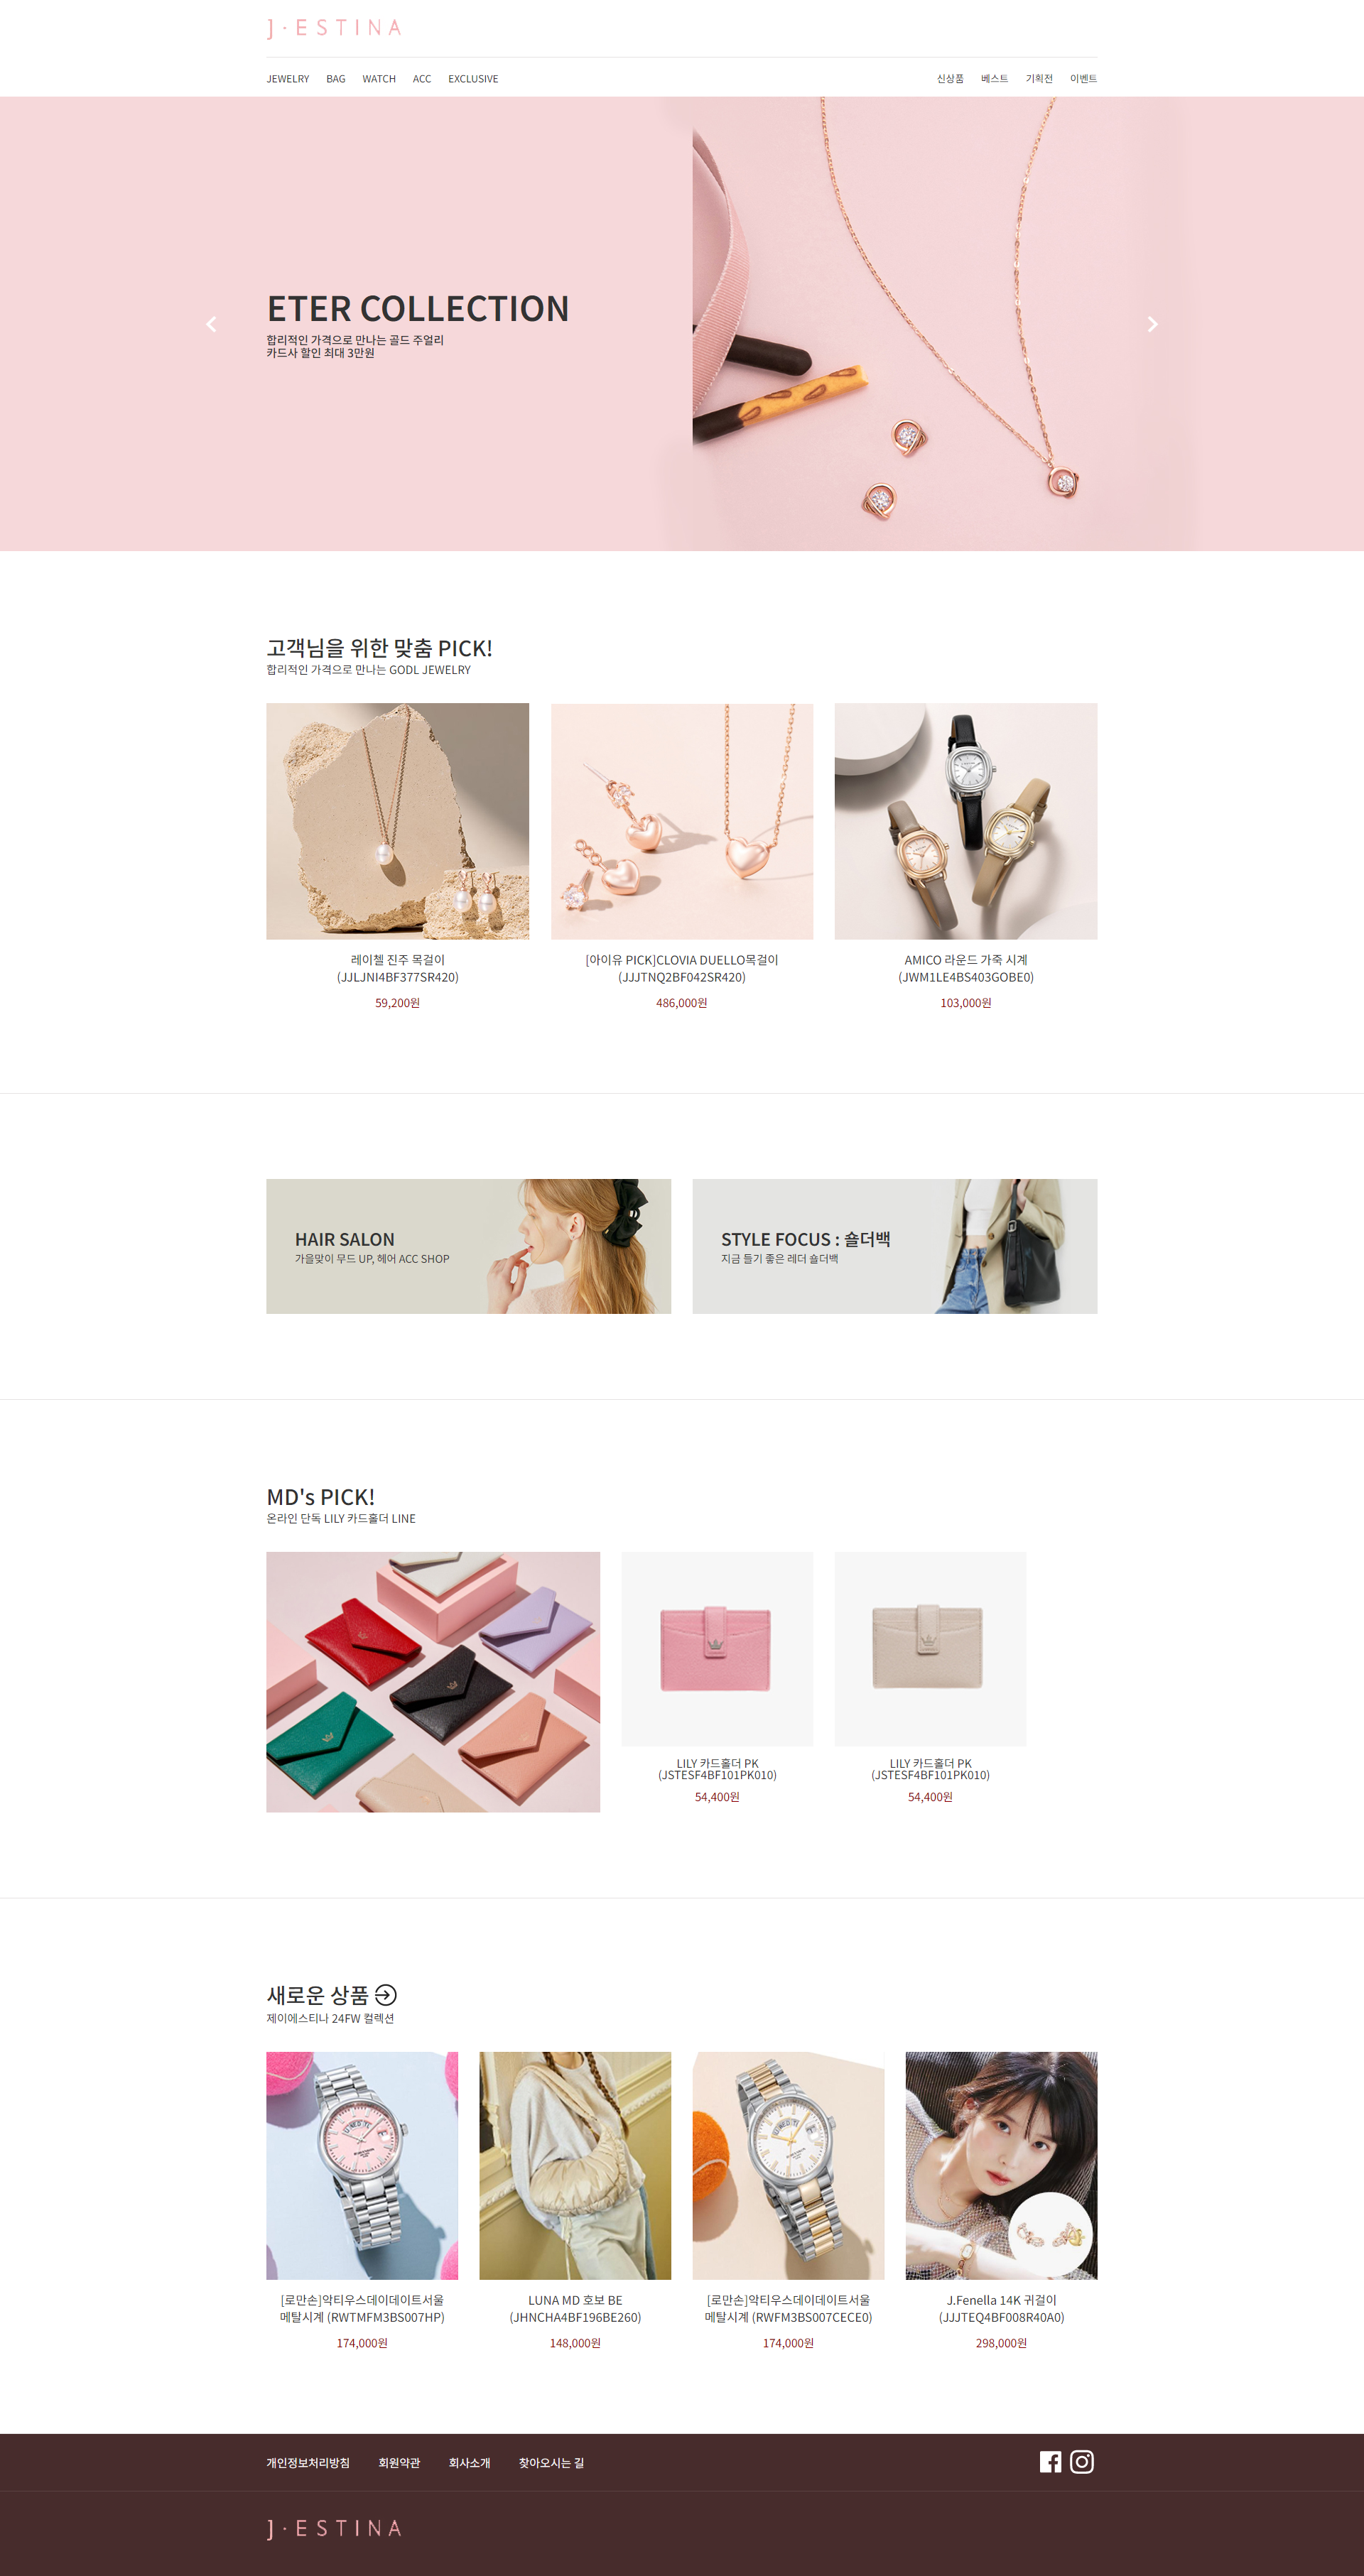 J·ESTINA
JEWELRY BAG WATCH ACC EXCLUSIVE 신상품 베스트 기획전 이벤트
ETER COLLECTION
합리적인 가격으로 만나는 골드 주얼리
카드사 할인 최대 3만원
고객님을 위한 맞춤 PICK!
합리적인 가격으로 만나는 GODL JEWELRY
레이첼 진주 목걸이
(JJLJNI4BF377SR420)
59,200원
[아이유 PICK]CLOVIA DUELLO목걸이
(JJJTNQ2BF042SR420)
486,000원
AMICO 라운드 가죽 시계
(JWM1LE4BS403GOBE0)
103,000원
HAIR SALON
가을맞이 무드 UP, 헤어 ACC SHOP
STYLE FOCUS : 숄더백
지금 들기 좋은 레더 숄더백
MD's PICK!
온라인 단독 LILY 카드홀더 LINE
LILY 카드홀더 PK
(JSTESF4BF101PK010)
54,400원
LILY 카드홀더 PK
(JSTESF4BF101PK010)
54,400원
새로운 상품
제이에스티나 24FW 컬렉션
[로만손]악티우스데이데이트서울
메탈시계 (RWTMFM3BS007HP)
174,000원
LUNA MD 호보 BE
(JHNCHA4BF196BE260)
148,000원
[로만손]악티우스데이데이트서울
메탈시계 (RWFM3BS007CECE0)
174,000원
J.Fenella 14K 귀걸이
(JJJTEQ4BF008R40A0)
298,000원
개인정보처리방침 회원약관 회사소개 찾아오시는 길
J·ESTINA